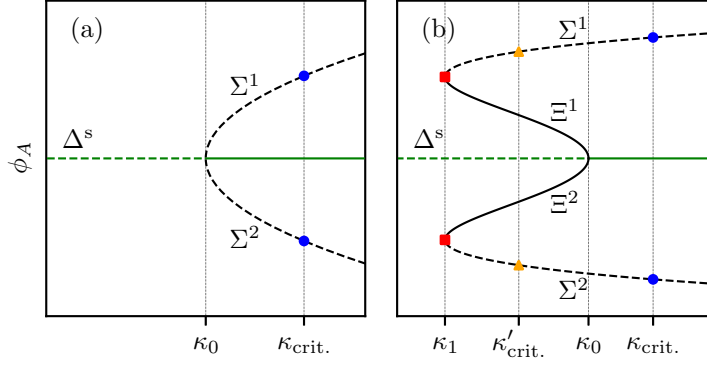 (a)
Σ¹
Δˢ
Σ²
ϕ_A
κ₀
κ_crit.
(b)
Σ¹
Ξ¹
Δˢ
Ξ²
Σ²
κ₁
κ′_crit.
κ₀
κ_crit.